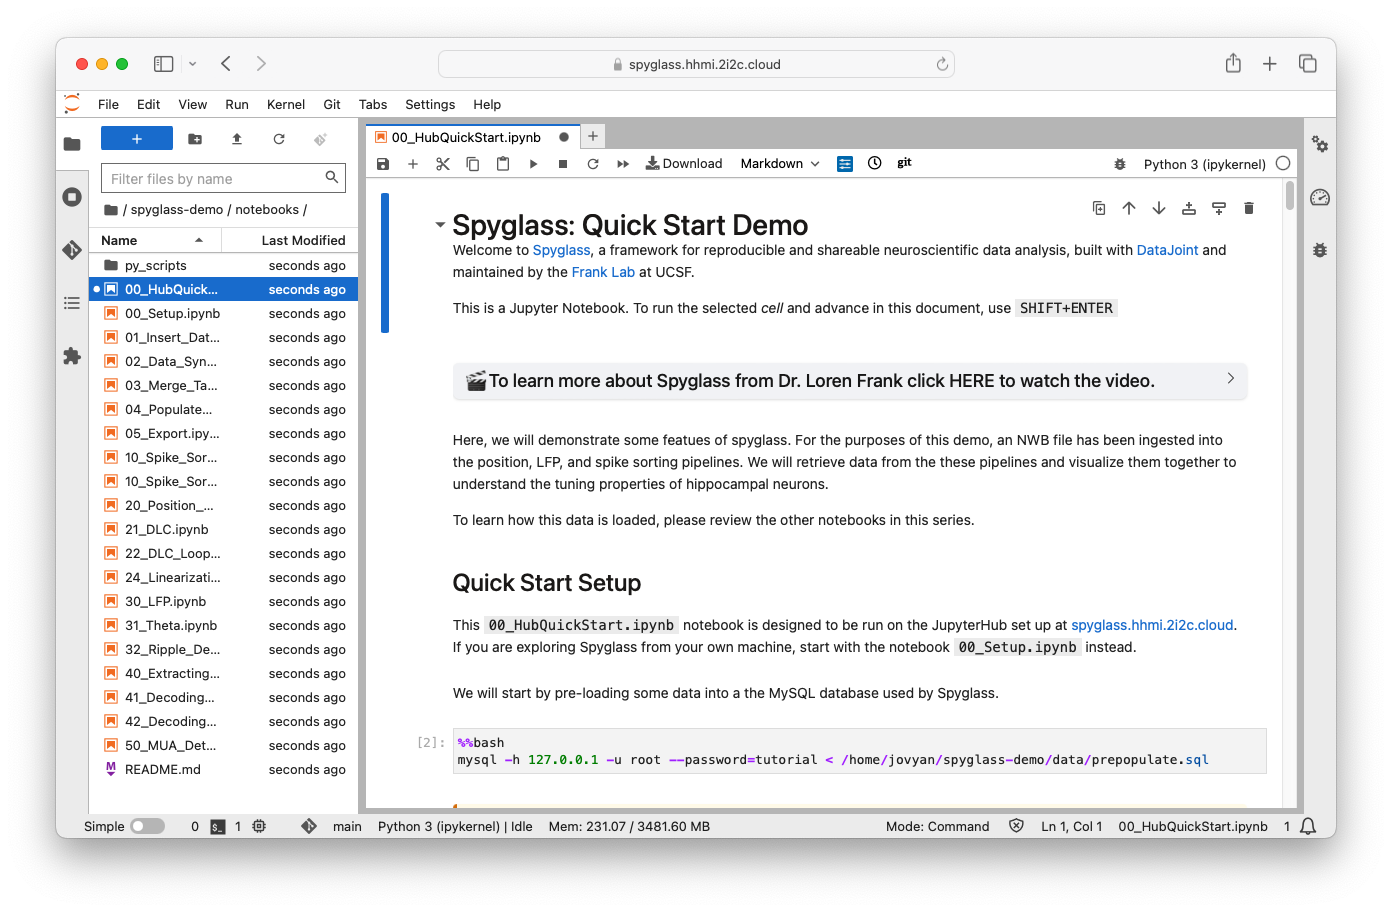 spyglass.hhmi.2i2c.cloud
File Edit View Run Kernel Git Tabs Settings Help
+
Filter files by name
/ spyglass-demo / notebooks /
Name Last Modified
py_scripts seconds ago
00_HubQuick... seconds ago
00_Setup.ipynb seconds ago
01_Insert_Dat... seconds ago
02_Data_Syn... seconds ago
03_Merge_Ta... seconds ago
04_Populate... seconds ago
05_Export.ipy... seconds ago
10_Spike_Sor... seconds ago
10_Spike_Sor... seconds ago
20_Position_... seconds ago
21_DLC.ipynb seconds ago
22_DLC_Loop... seconds ago
24_Linearizati... seconds ago
30_LFP.ipynb seconds ago
31_Theta.ipynb seconds ago
32_Ripple_De... seconds ago
40_Extracting... seconds ago
41_Decoding... seconds ago
42_Decoding... seconds ago
50_MUA_Det... seconds ago
M README.md seconds ago
00_HubQuickStart.ipynb
Download Markdown git Python 3 (ipykernel)
Spyglass: Quick Start Demo
Welcome to Spyglass, a framework for reproducible and shareable neuroscientific data analysis, built with DataJoint and
maintained by the Frank Lab at UCSF.
This is a Jupyter Notebook. To run the selected cell and advance in this document, use SHIFT+ENTER
🎬To learn more about Spyglass from Dr. Loren Frank click HERE to watch the video.
Here, we will demonstrate some featues of spyglass. For the purposes of this demo, an NWB file has been ingested into
the position, LFP, and spike sorting pipelines. We will retrieve data from the these pipelines and visualize them together to
understand the tuning properties of hippocampal neurons.
To learn how this data is loaded, please review the other notebooks in this series.
Quick Start Setup
This 00_HubQuickStart.ipynb notebook is designed to be run on the JupyterHub set up at spyglass.hhmi.2i2c.cloud.
If you are exploring Spyglass from your own machine, start with the notebook 00_Setup.ipynb instead.
We will start by pre-loading some data into a the MySQL database used by Spyglass.
[2]: %%bash
mysql -h 127.0.0.1 -u root --password=tutorial < /home/jovyan/spyglass-demo/data/prepopulate.sql
Simple 0 $_ 1 main Python 3 (ipykernel) | Idle Mem: 231.07 / 3481.60 MB Mode: Command Ln 1, Col 1 00_HubQuickStart.ipynb 1